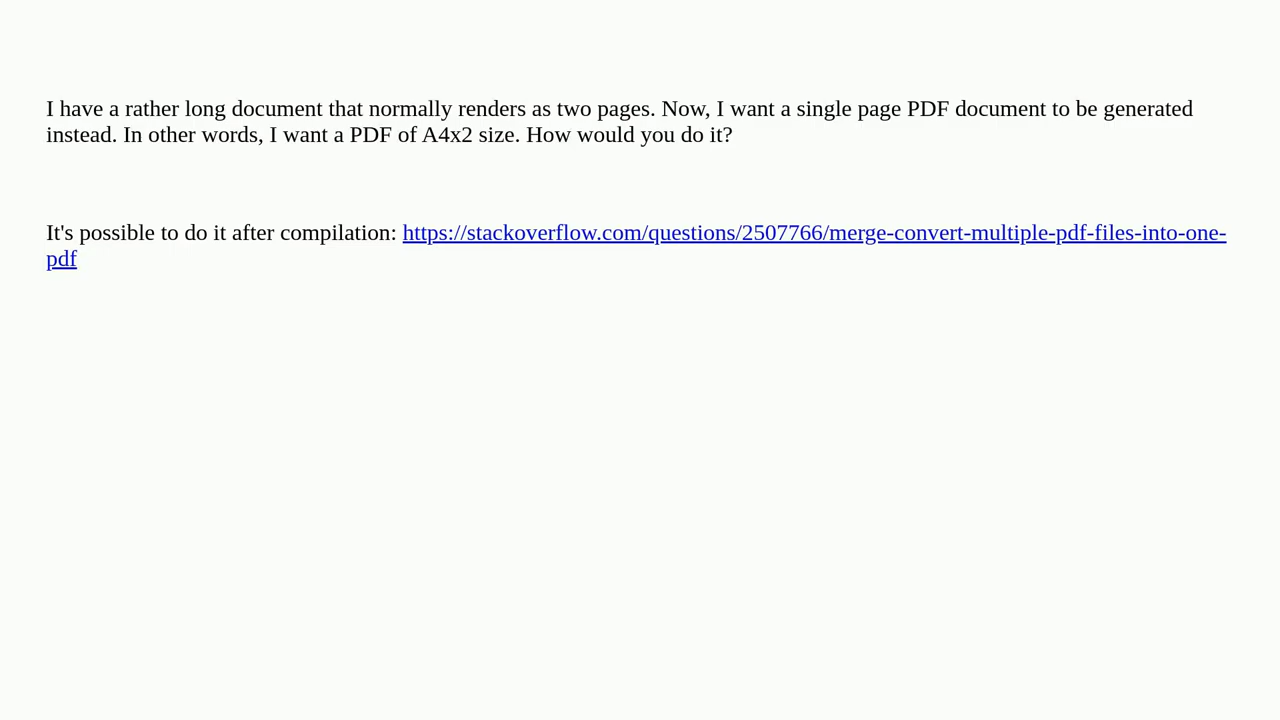 I have a rather long document that normally renders as two pages. Now, I want a single page PDF document to be generated
instead. In other words, I want a PDF of A4x2 size. How would you do it?
It's possible to do it after compilation: https://stackoverflow.com/questions/2507766/merge-convert-multiple-pdf-files-into-one-
pdf